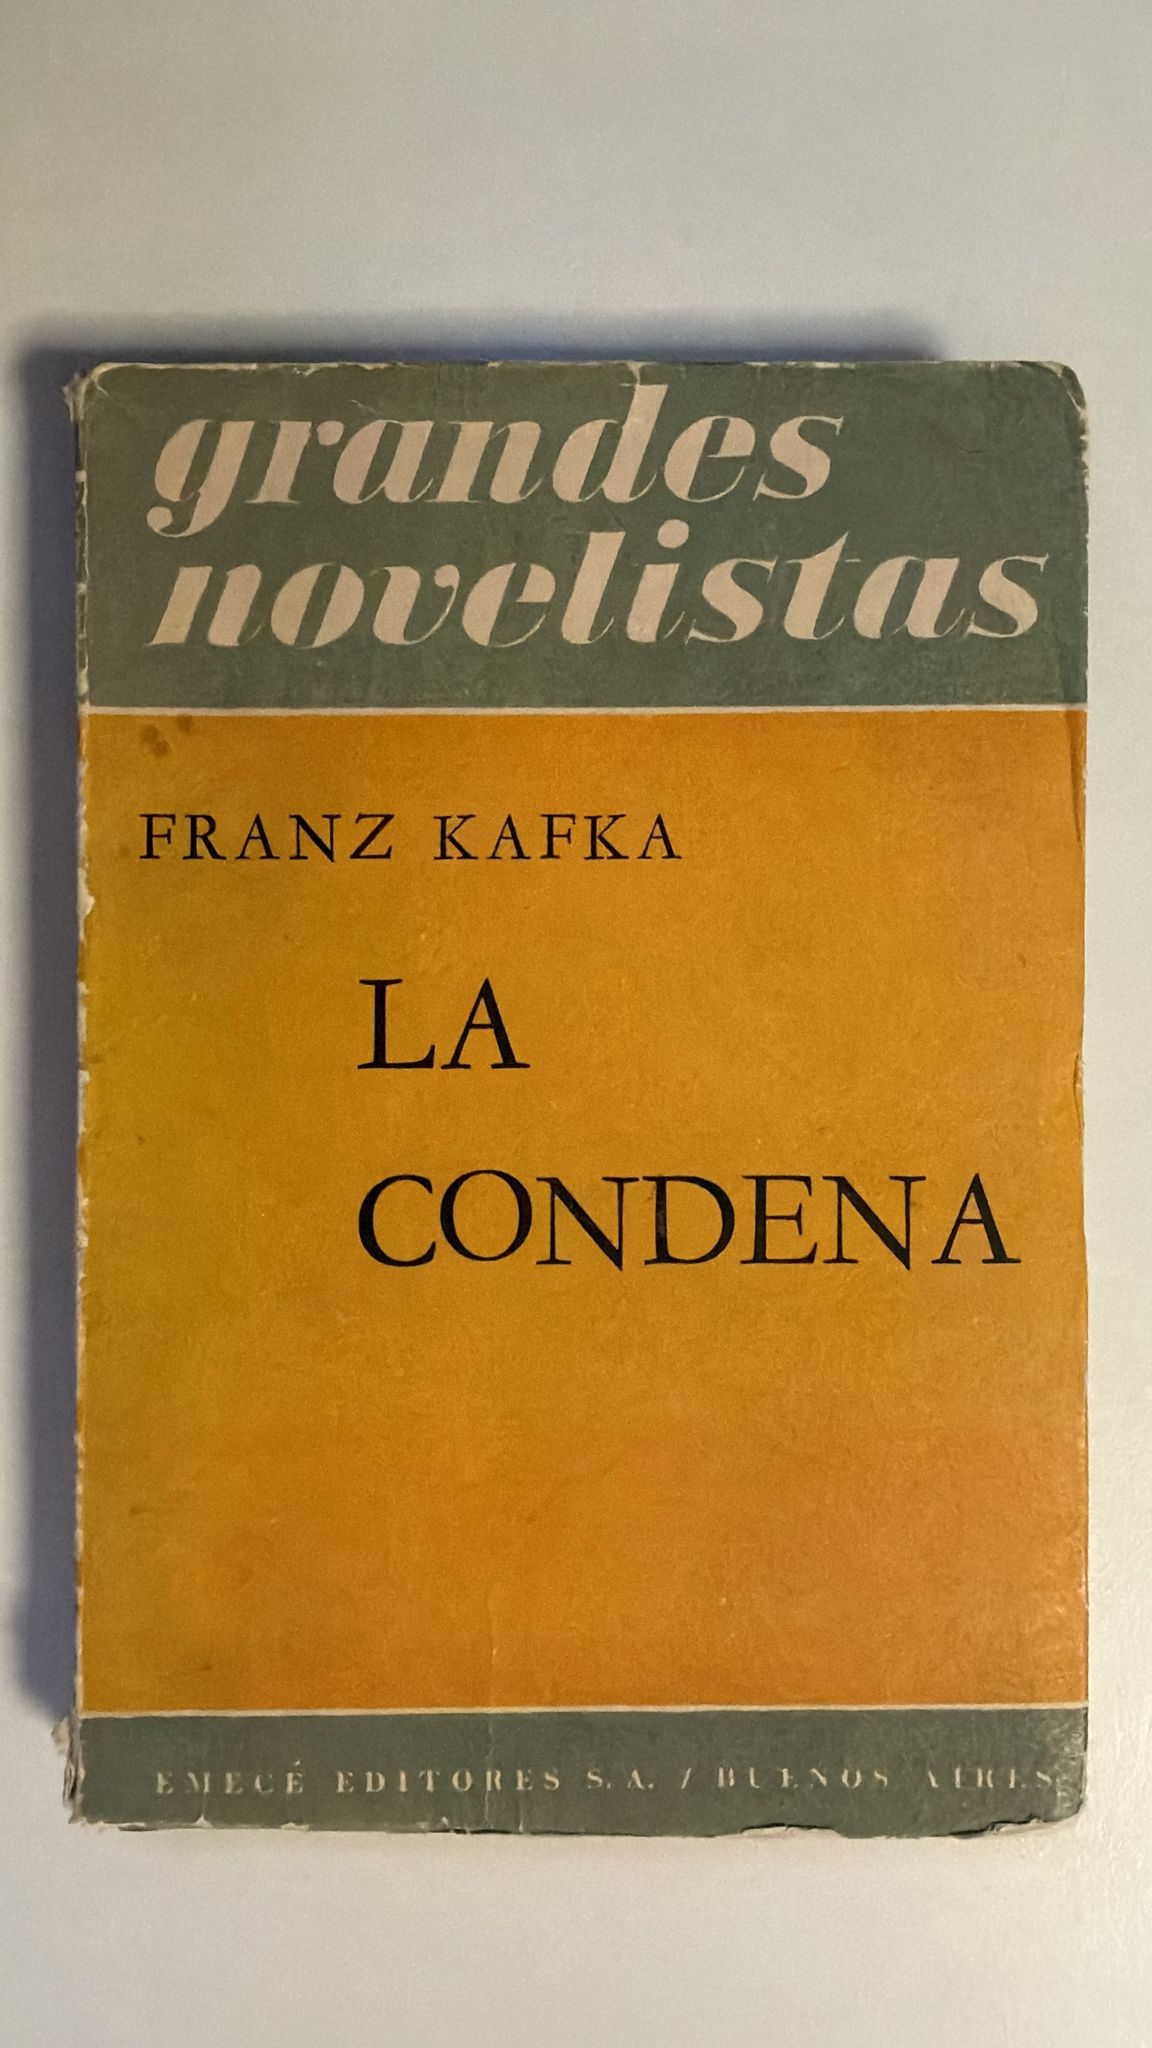 grandes
novelistas
FRANZ KAFKA
LA
CONDENA
EMECÉ EDITORES S. A. / BUENOS AIRES